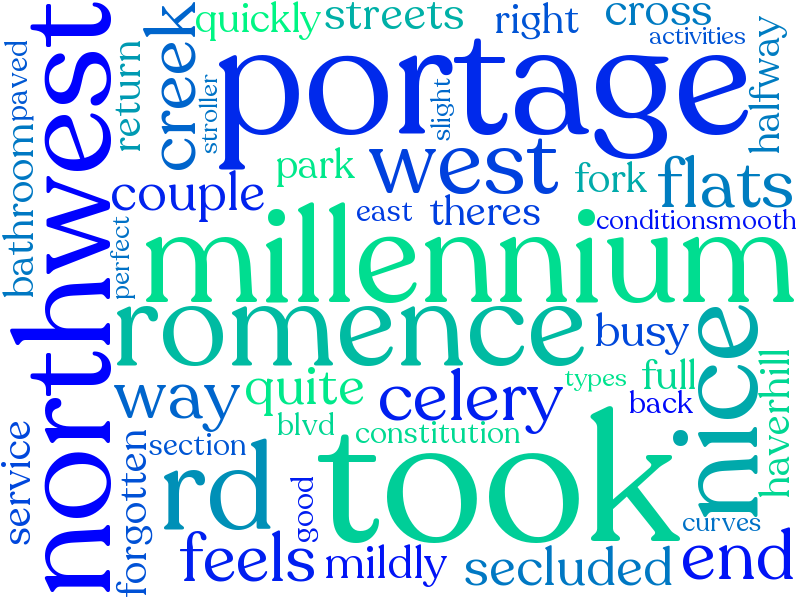 quickly
streets
right
cross
activities
creek
portage
halfway
northwest
bathroompaved
return
stroller
slight
park
west
fork
flats
couple
east
theres
conditionsmooth
perfect
millennium
romence
busy
nice
way
quite
celery
types
full
back
haverhill
blvd
constitution
section
service
forgotten
rd
good
took
curves
feels
mildly
secluded
end